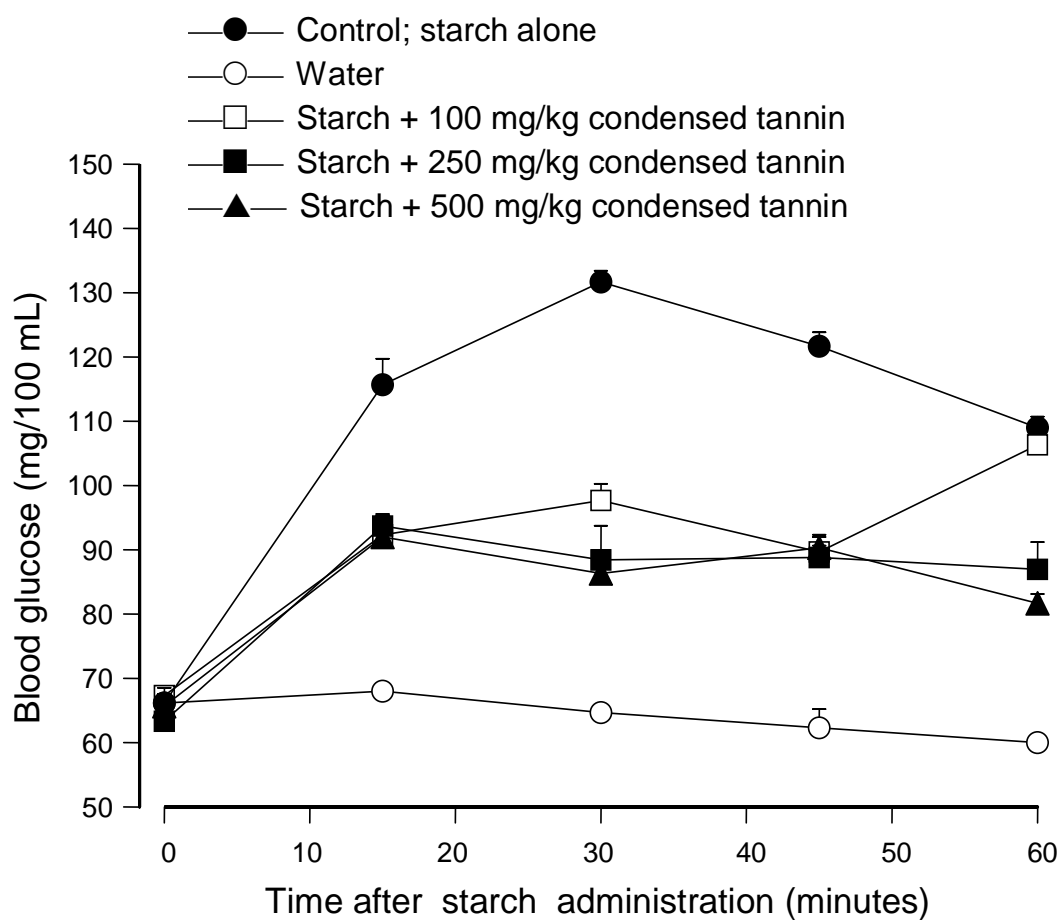 Control; starch alone
Water
Starch + 100 mg/kg condensed tannin
Starch + 250 mg/kg condensed tannin
Starch + 500 mg/kg condensed tannin
150
140
130
120
110
100
90
80
70
60
50
Blood glucose (mg/100 mL)
0 10 20 30 40 50 60
Time after starch administration (minutes)